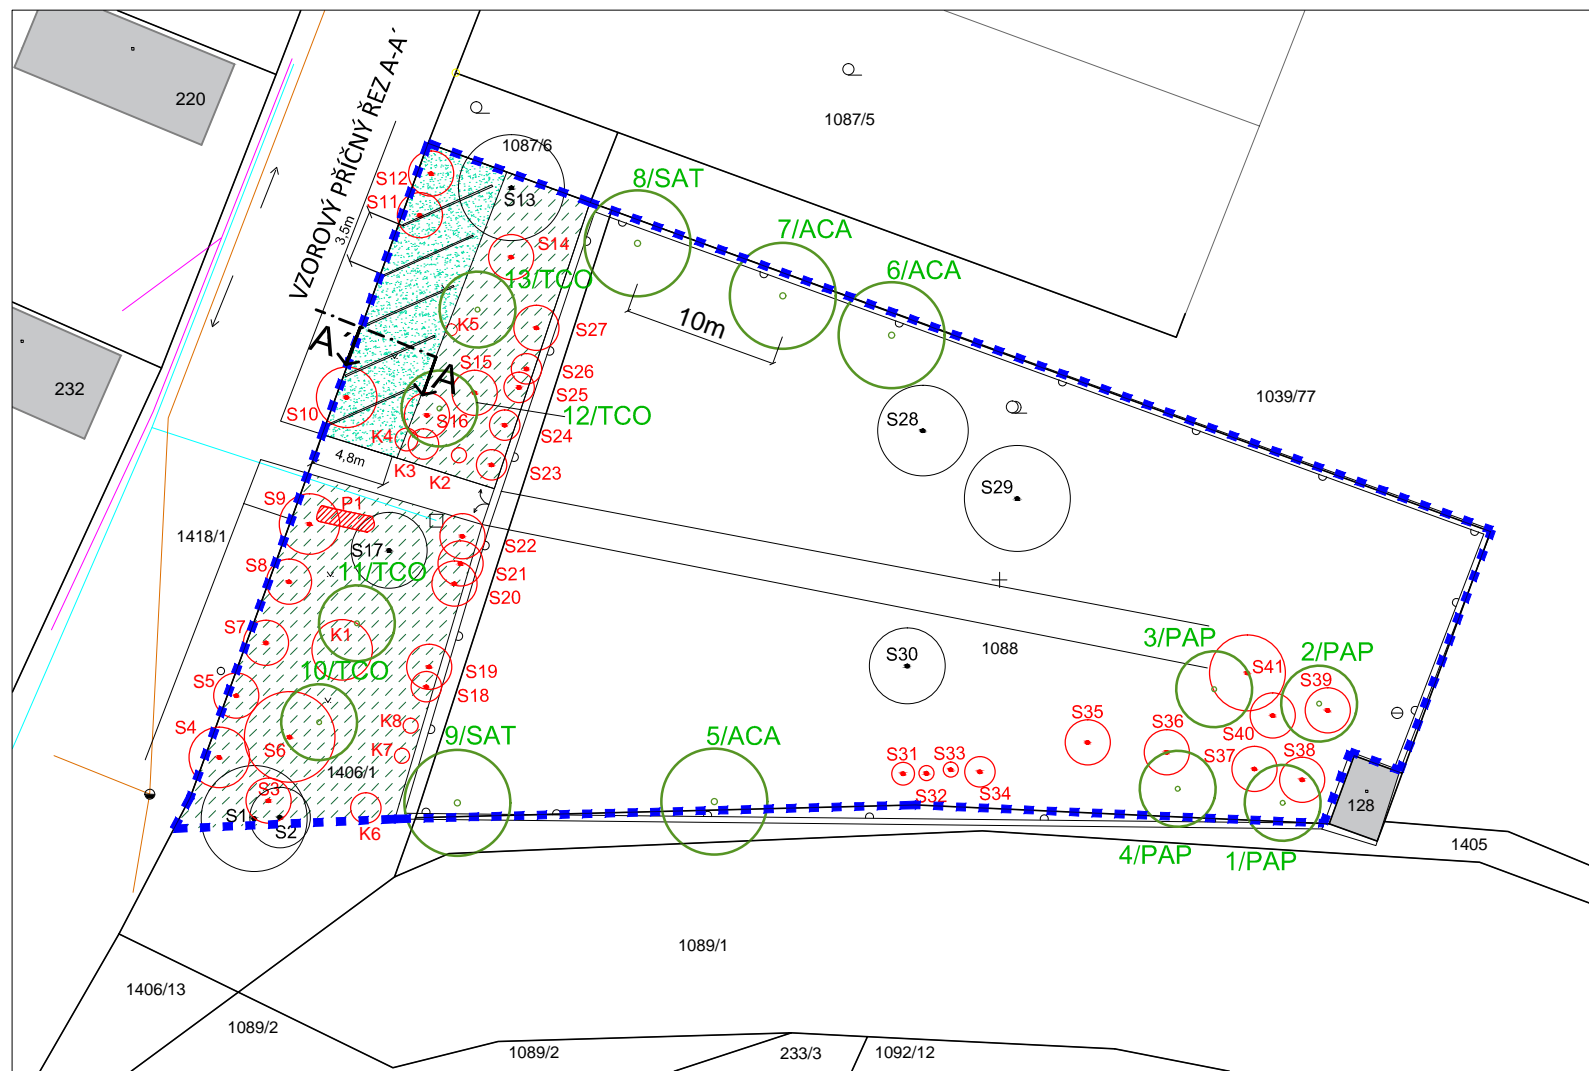 220
VZOROVÝ PŘÍČNÝ ŘEZ A-A´
1087/5
1087/6
S12
S13
8/SAT
S11
3,5m
7/ACA
S14
6/ACA
13/TCO
10m
K5
S27
A´
S15
S26
A
232
S25
1039/77
S10
S16
12/TCO
S28
K4
S24
4,8m
K3
K2
S23
S29
S9
P1
1418/1
S17
S22
S8
11/TCO
S21
S20
S7
K1
1088
S30
3/PAP
10/TCO
S19
S41
2/PAP
S5
S18
S39
S4
S6
K8
S35
S36
S40
9/SAT
5/ACA
K7
S31
S33
S37
S38
1406/1
S3
S32
S34
S1
S2
K6
128
4/PAP
1/PAP
1405
1089/1
1406/13
1089/2
1089/2
233/3
1092/12